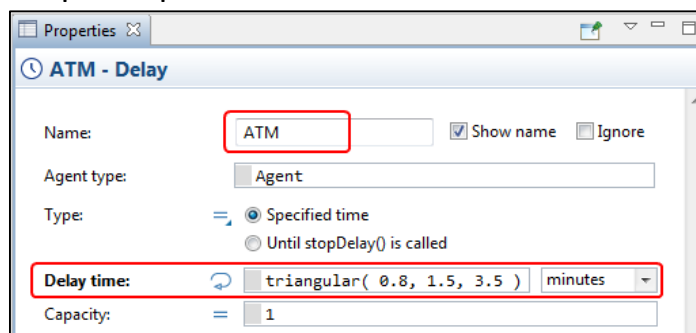 Properties
ATM - Delay
Name: ATM Show name Ignore
Agent type: Agent
Type: = Specified time
Until stopDelay() is called
Delay time: triangular( 0.8, 1.5, 3.5 ) minutes
Capacity: = 1